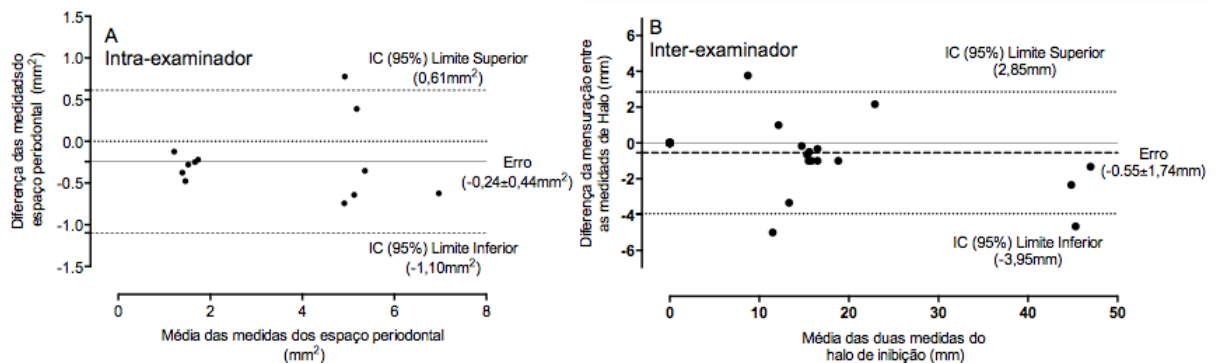 A
Intra-examinador
Diferença das medidadsdo
espaço periodontal (mm²)
1.5
1.0
0.5
0.0
-0.5
-1.0
-1.5
IC (95%) Limite Superior
(0,61mm²)
Erro
(-0,24±0,44mm²)
IC (95%) Limite Inferior
(-1,10mm²)
0 2 4 6 8
Média das medidas dos espaço periodontal
(mm²)
B
Inter-examinador
Diferença da mensuração entre
as medidads de Halo (mm)
6
4
2
0
-2
-4
-6
IC (95%) Limite Superior
(2,85mm)
Erro
(-0.55±1,74mm)
IC (95%) Limite Inferior
(-3,95mm)
0 10 20 30 40 50
Média das duas medidas do
halo de inibição (mm)